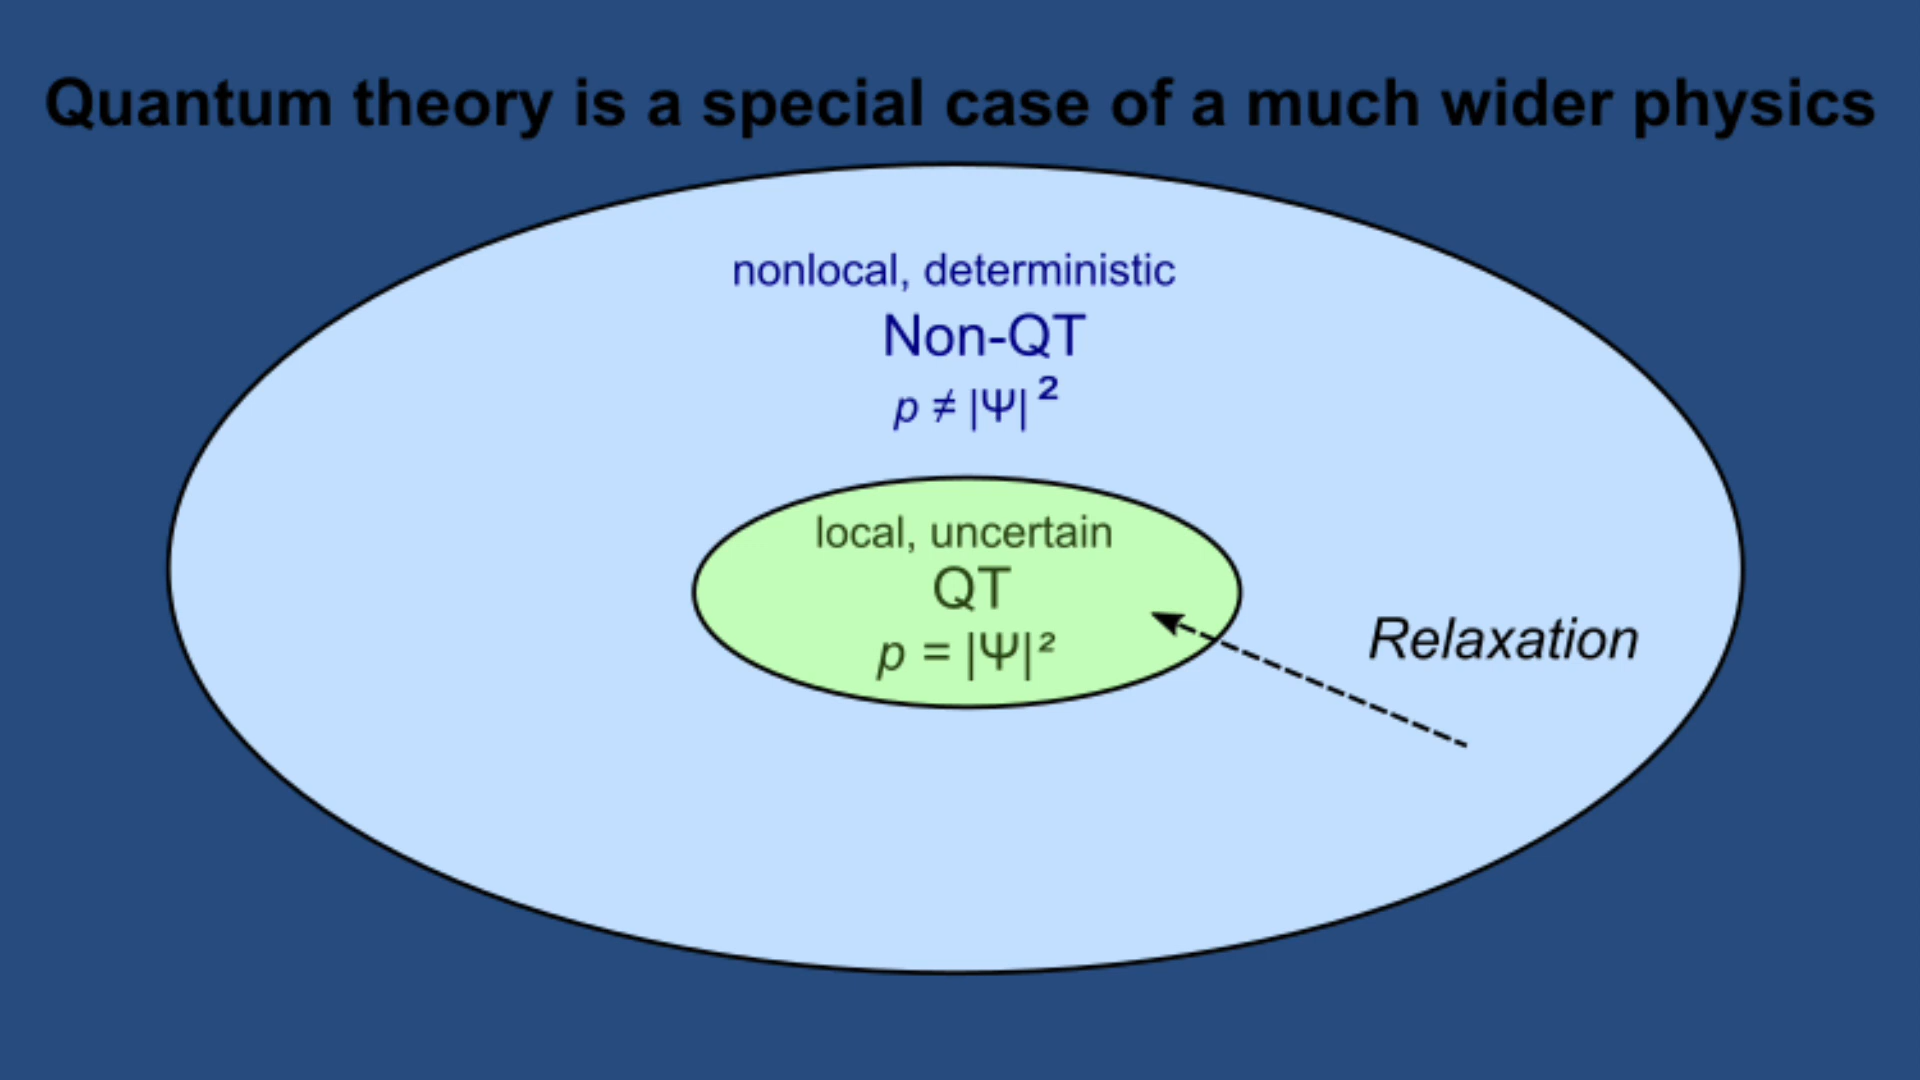 Quantum theory is a special case of a much wider physics
nonlocal, deterministic
Non-QT
p ≠ |Ψ|²
local, uncertain
QT
p = |Ψ|²
Relaxation